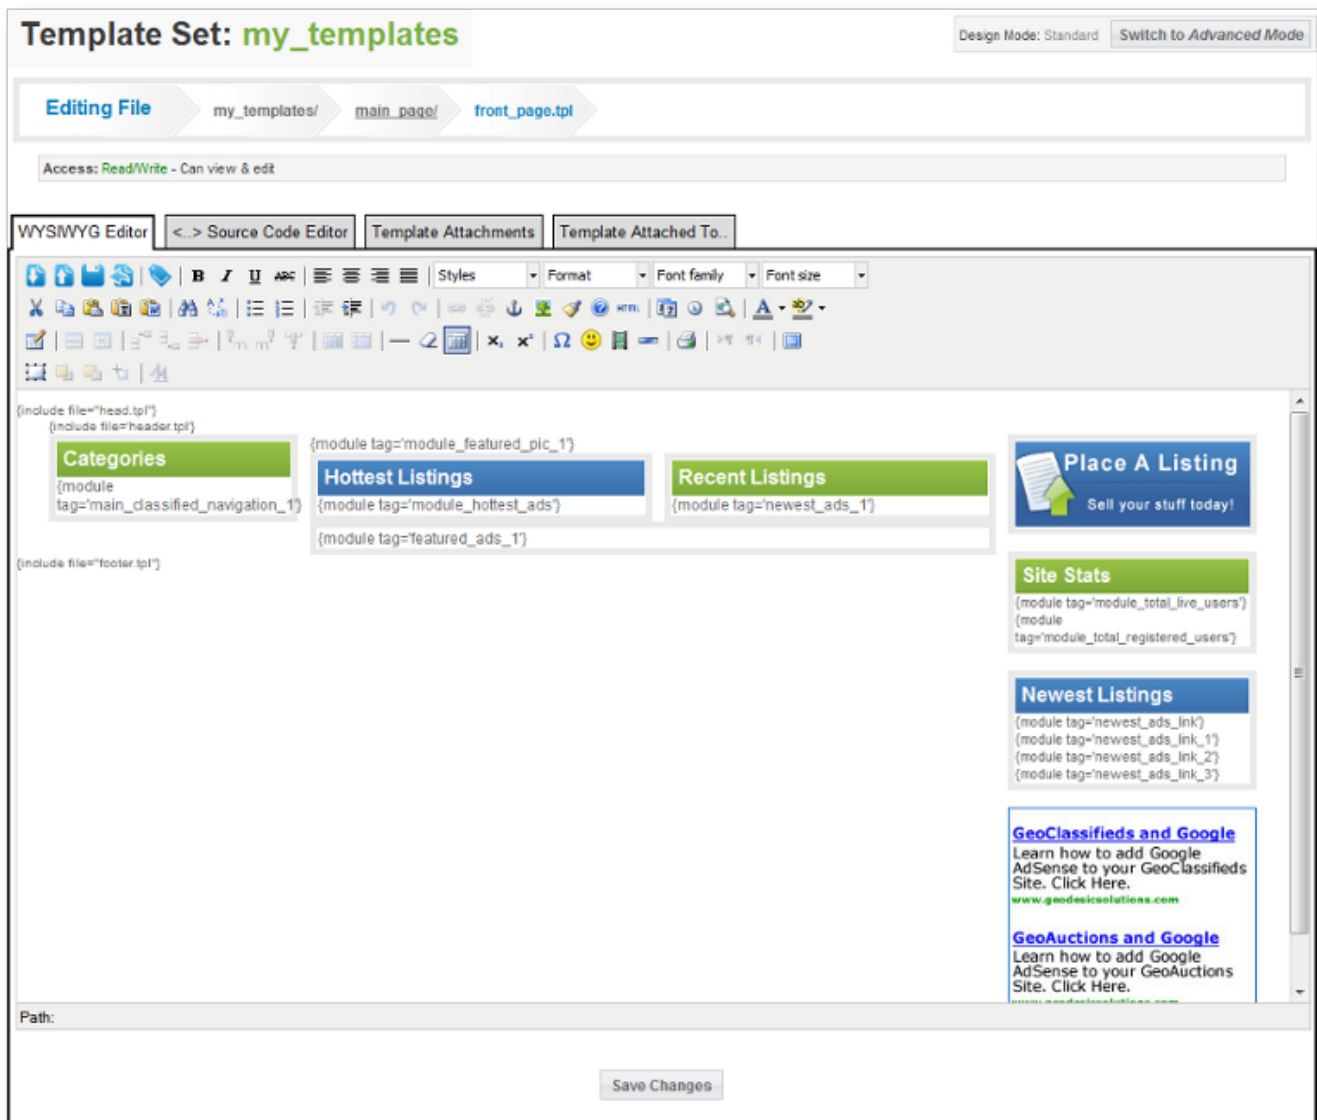 Template Set: my_templates
Design Mode: Standard
Switch to Advanced Mode
Editing File
my_templates/
main_page/
front_page.tpl
Access: Read/Write - Can view & edit
WYSIWYG Editor
<..> Source Code Editor
Template Attachments
Template Attached To..
B I U ABC
Styles
Format
Font family
Font size
HTML
A
{include file="head.tpl"}
{include file='header.tpl'}
Categories
{module
tag='main_classified_navigation_1'}
{module tag='module_featured_pic_1'}
Hottest Listings
{module tag='module_hottest_ads'}
Recent Listings
{module tag='newest_ads_1'}
{module tag='featured_ads_1'}
{include file="footer.tpl"}
Place A Listing
Sell your stuff today!
Site Stats
{module tag='module_total_live_users'}
{module
tag='module_total_registered_users'}
Newest Listings
{module tag='newest_ads_link'}
{module tag='newest_ads_link_1'}
{module tag='newest_ads_link_2'}
{module tag='newest_ads_link_3'}
GeoClassifieds and Google
Learn how to add Google
AdSense to your GeoClassifieds
Site. Click Here.
www.geodesicsolutions.com
GeoAuctions and Google
Learn how to add Google
AdSense to your GeoAuctions
Site. Click Here.
www.geodesicsolutions.com
Path:
Save Changes